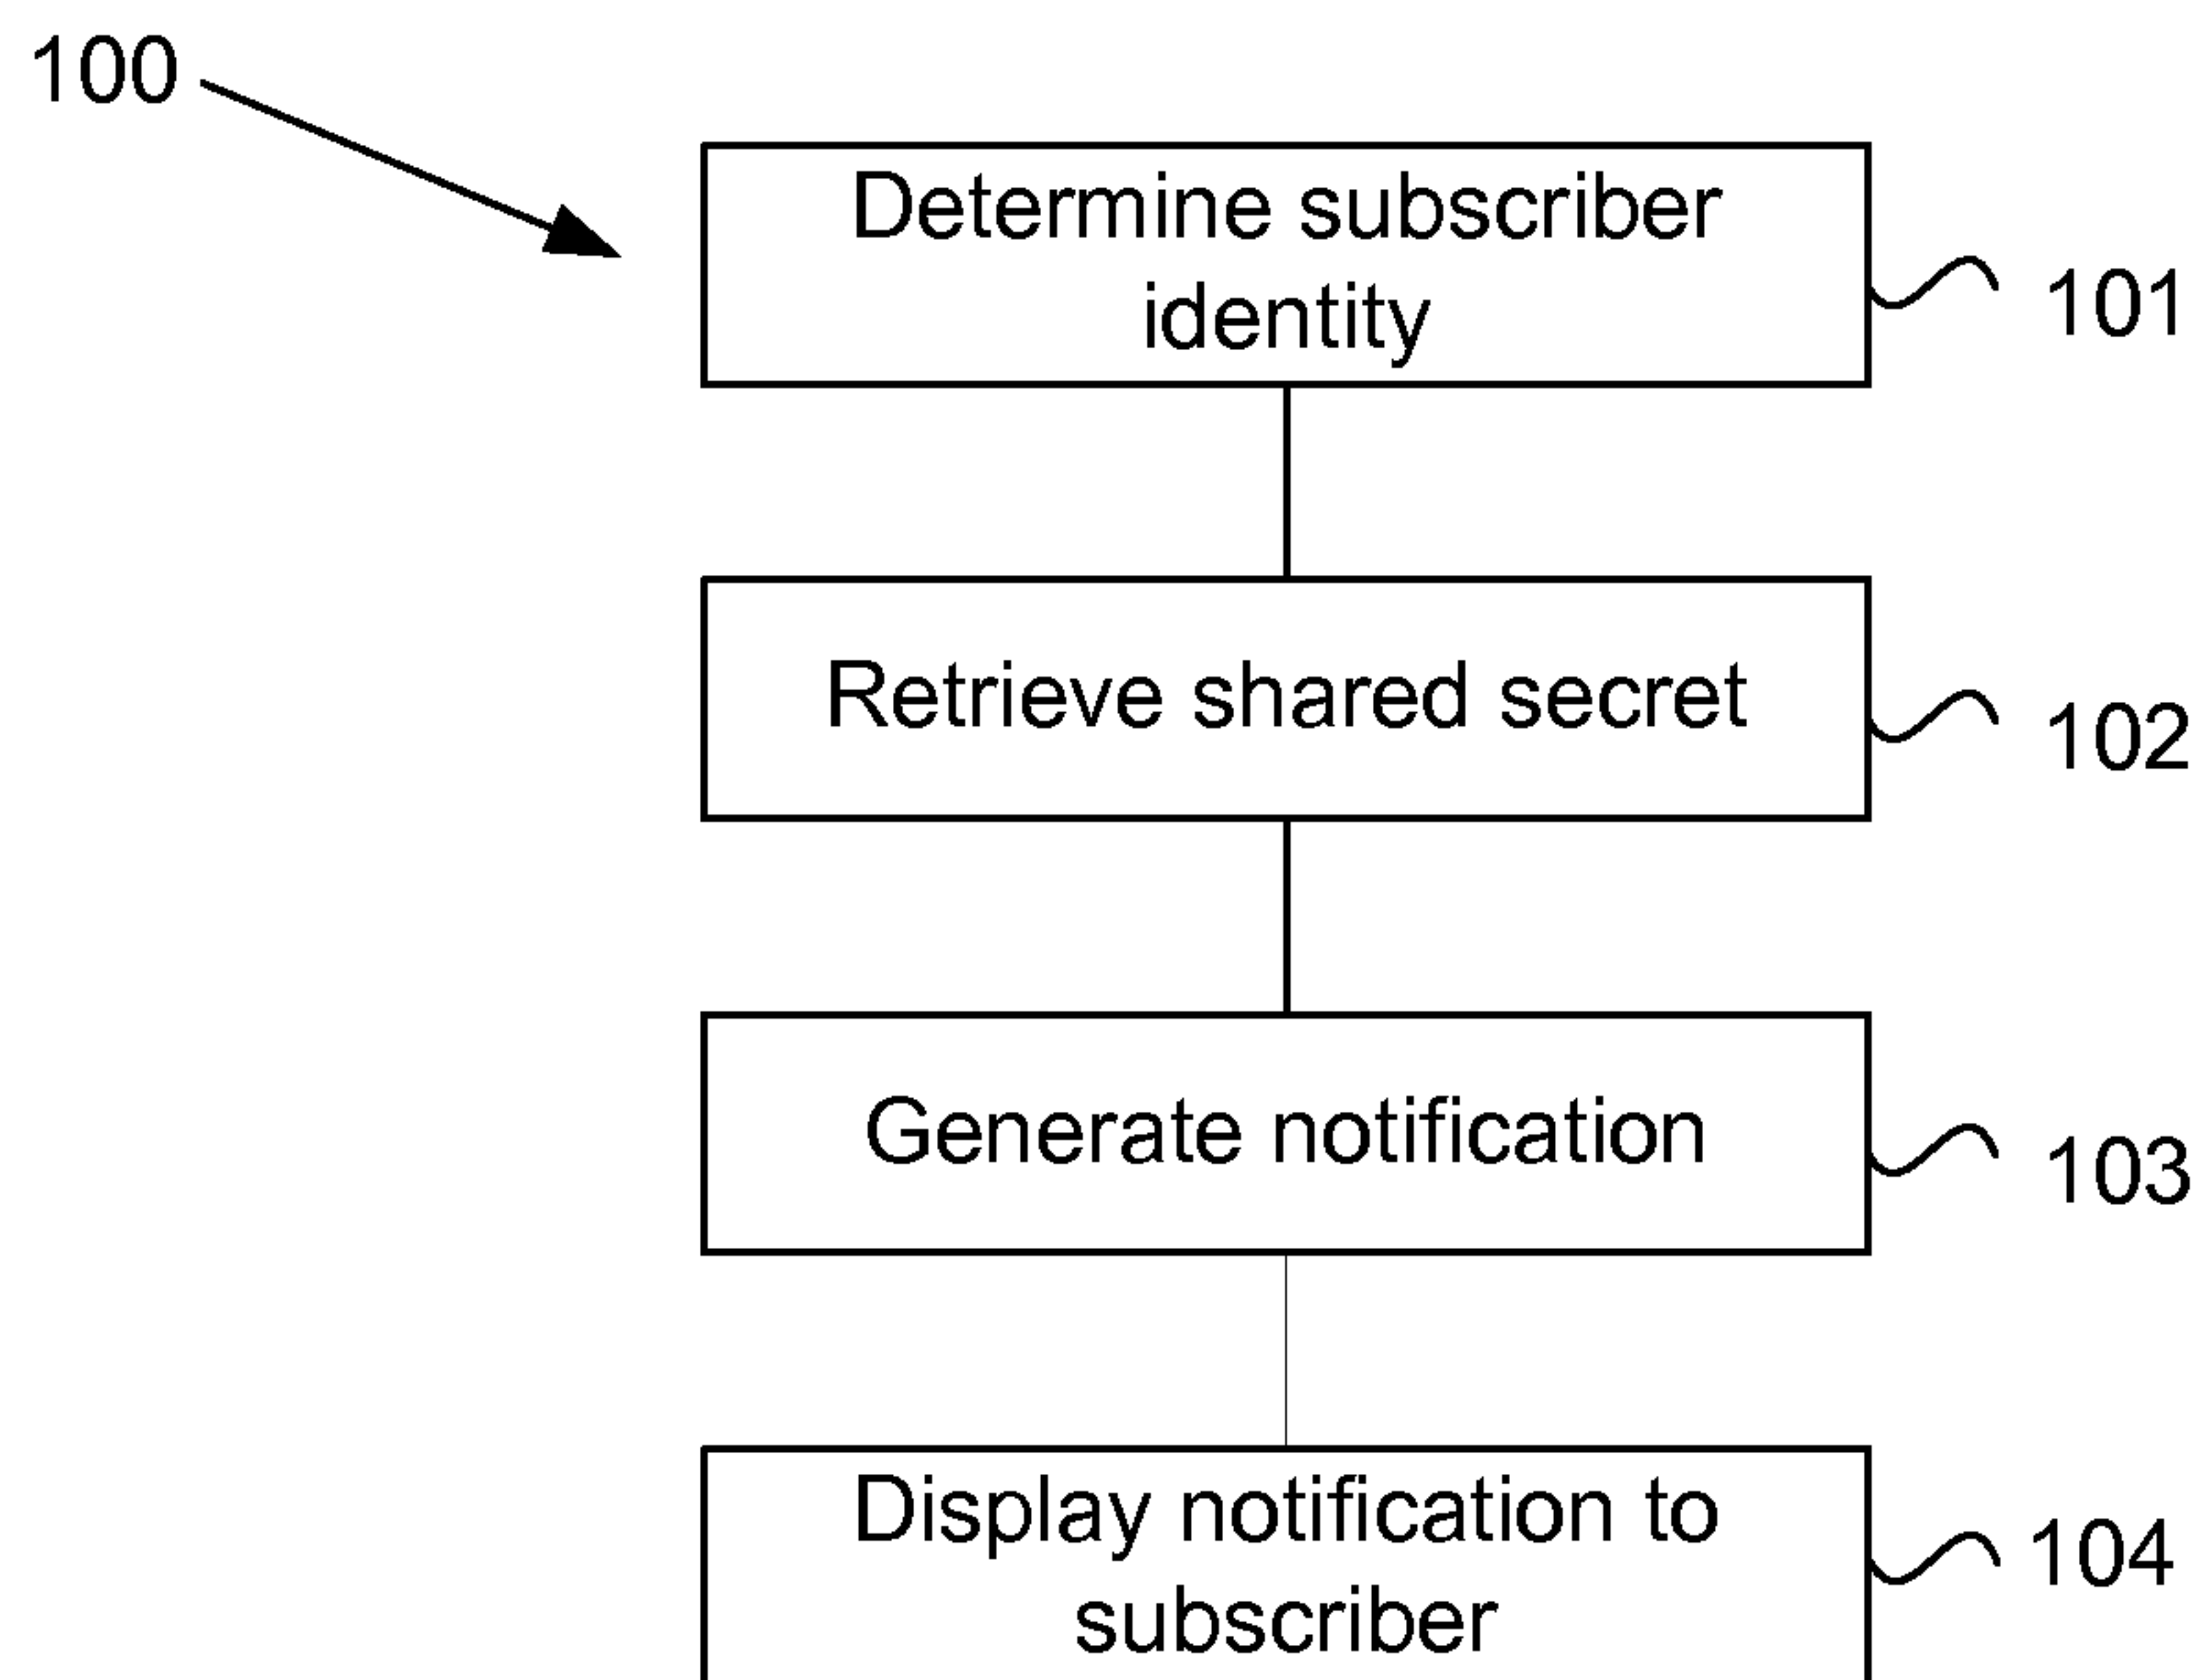 100
Determine subscriber
identity
101
Retrieve shared secret
102
Generate notification
103
Display notification to
subscriber
104